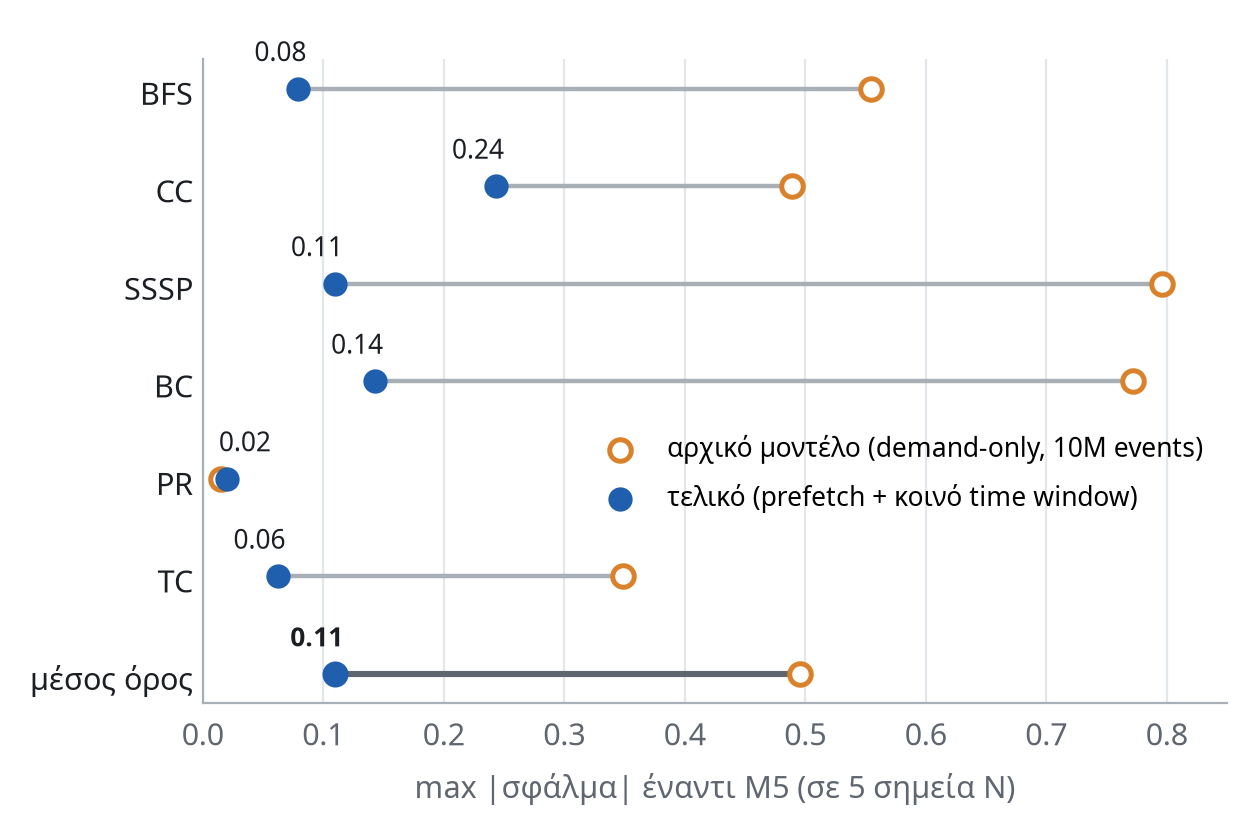 0.08
BFS
0.24
CC
0.11
SSSP
0.14
BC
0.02
PR
αρχικό μοντέλο (demand-only, 10M events)
τελικό (prefetch + κοινό time window)
0.06
TC
0.11
μέσος όρος
0.0 0.1 0.2 0.3 0.4 0.5 0.6 0.7 0.8
max |σφάλμα| έναντι M5 (σε 5 σημεία N)